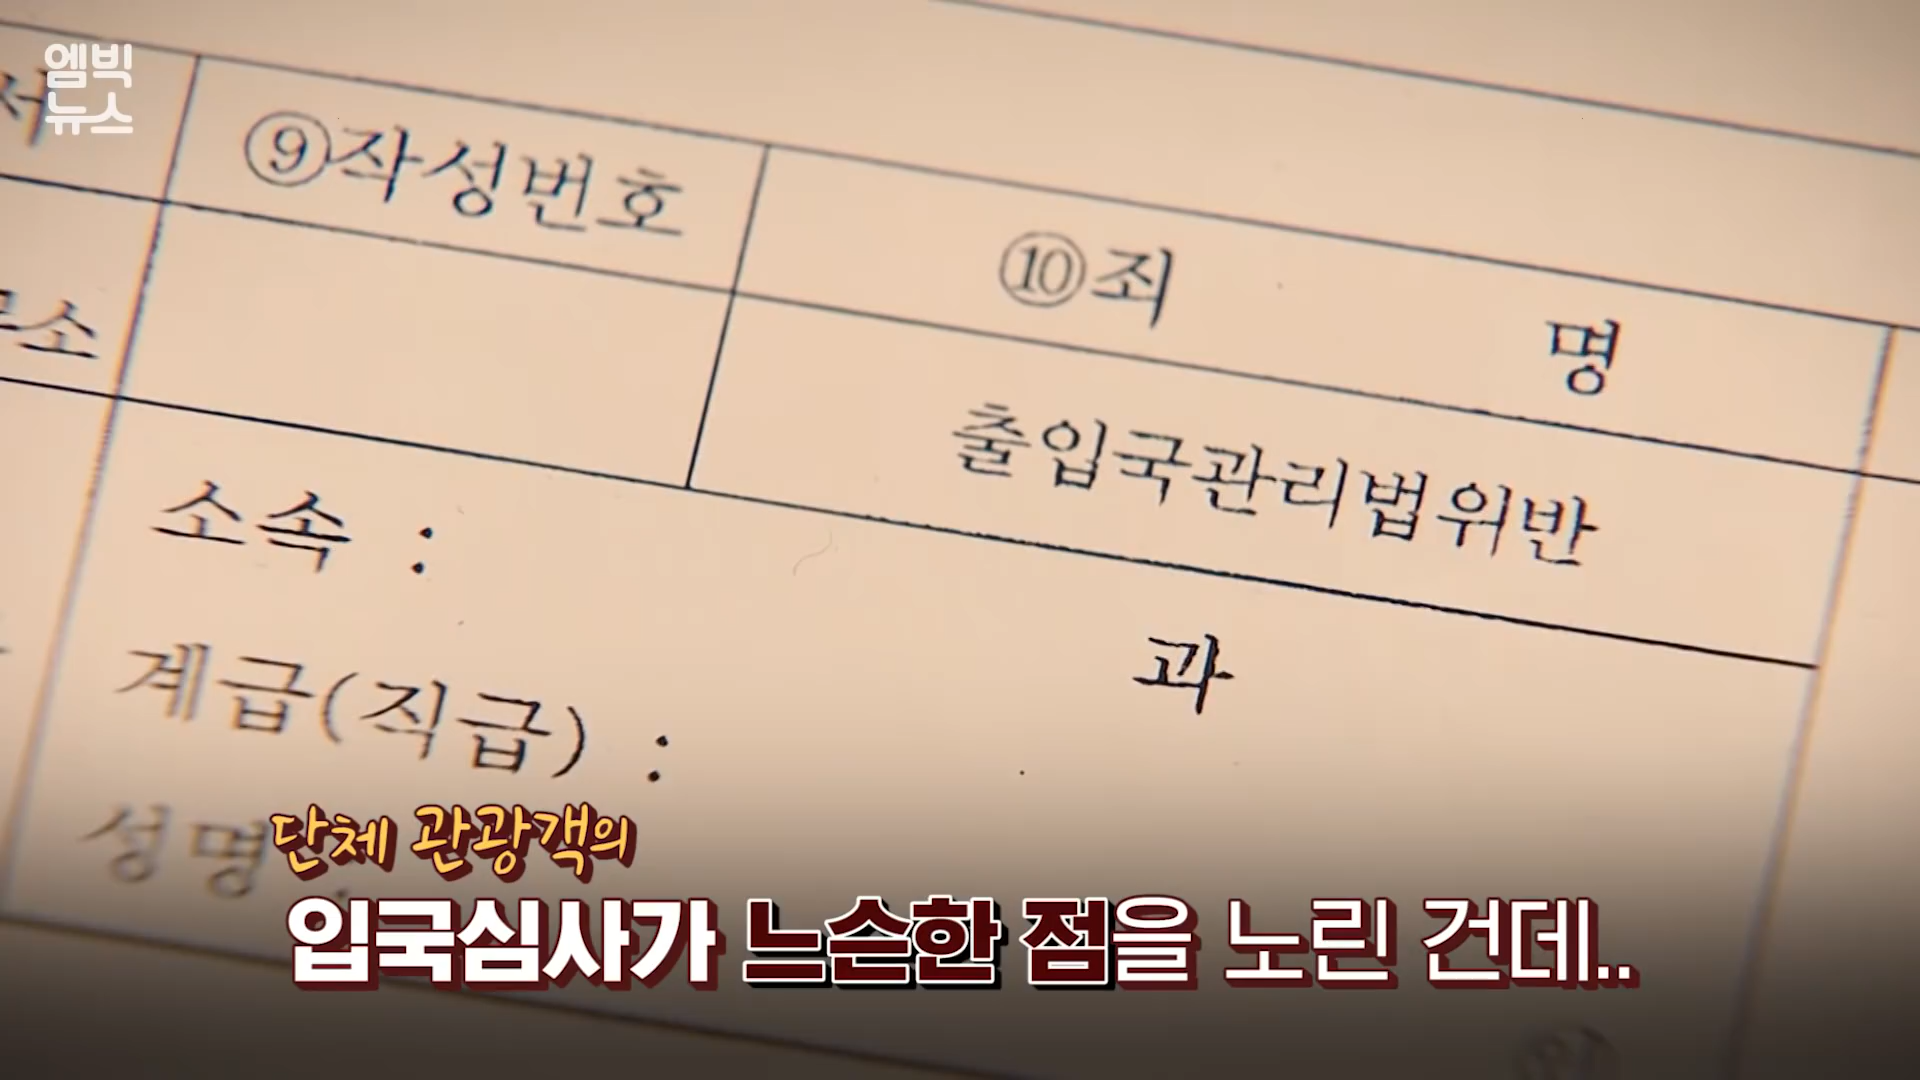 엠빅
뉴스
서
⑨작성번호
⑩죄 명
소
출입국관리법위반
소속 :
과
계급(직급) :
성명
단체 관광객의
입국심사가 느슨한 점을 노린 건데..